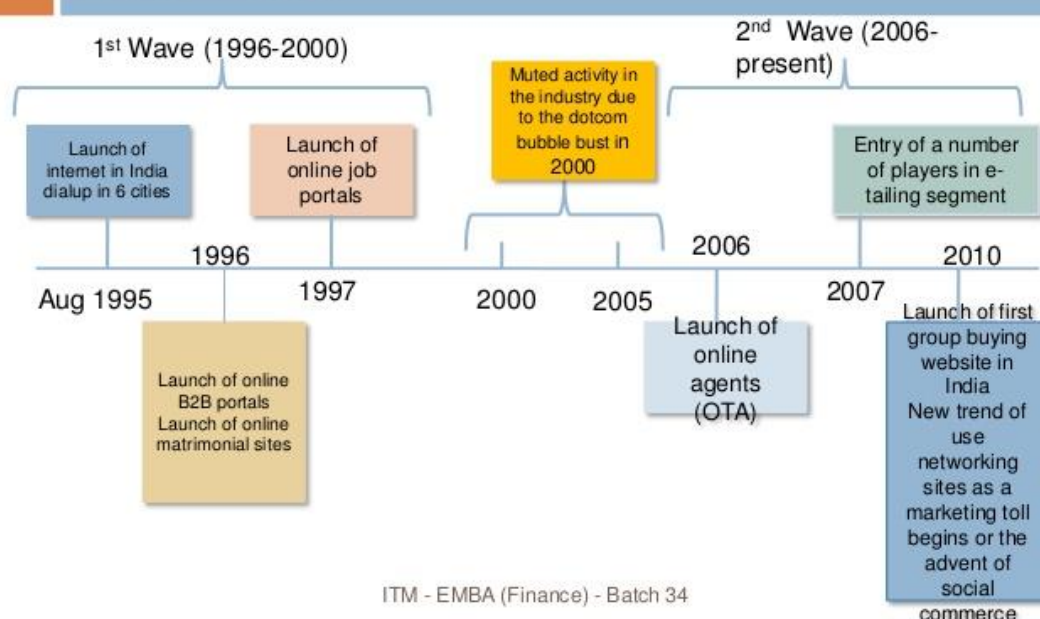 1st Wave (1996-2000)
2nd Wave (2006-
present)
Muted activity in
the industry due
to the dotcom
bubble bust in
2000
Launch of
internet in India
dialup in 6 cities
Launch of
online job
portals
Entry of a number
of players in e-
tailing segment
1996
2006
2010
Aug 1995
1997
2000
2005
2007
Launch of online
B2B portals
Launch of online
matrimonial sites
Launch of
online
agents
(OTA)
Launch of first
group buying
website in
India
New trend of
use
networking
sites as a
marketing toll
begins or the
advent of
social
commerce
ITM - EMBA (Finance) - Batch 34